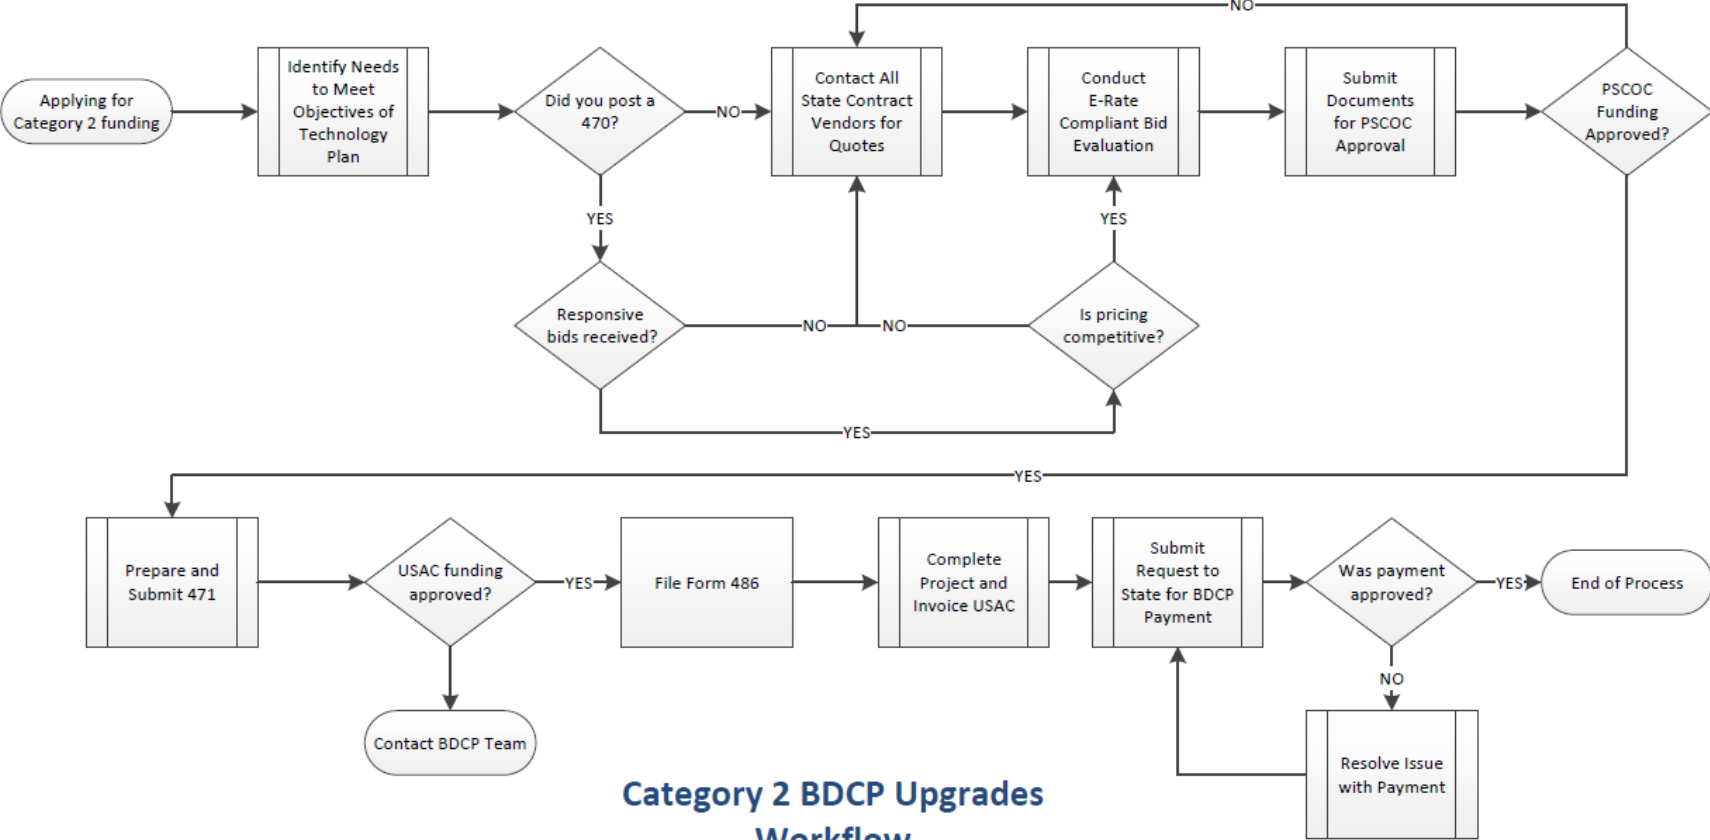 NO
Applying for
Category 2 funding
Identify Needs
to Meet
Objectives of
Technology
Plan
Did you post a
470?
NO
Contact All
State Contract
Vendors for
Quotes
Conduct
E-Rate
Compliant Bid
Evaluation
Submit
Documents
for PSCOC
Approval
PSCOC
Funding
Approved?
YES
YES
Responsive
bids received?
NO
NO
Is pricing
competitive?
YES
YES
Prepare and
Submit 471
USAC funding
approved?
YES
File Form 486
Complete
Project and
Invoice USAC
Submit
Request to
State for BDCP
Payment
Was payment
approved?
YES
End of Process
NO
Contact BDCP Team
Resolve Issue
with Payment
Category 2 BDCP Upgrades
Workflow